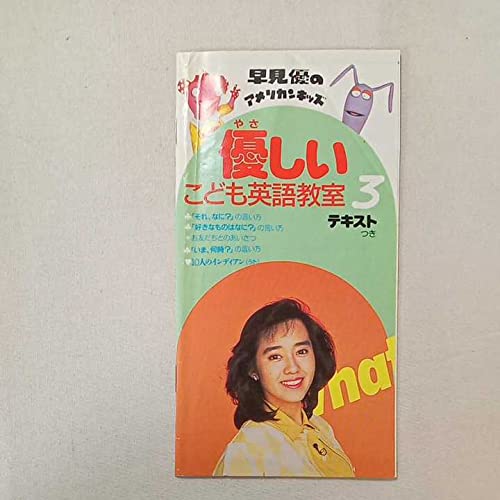 早見優の
アメリカンキッズ
やさ
優しい
こども英語教室 3
テキスト
つき
「それ、なに？」の言い方
「好きなものはなに？」の言い方
お友だちとのあいさつ
「いま、何時？」の言い方
10人のインディアン（うた）